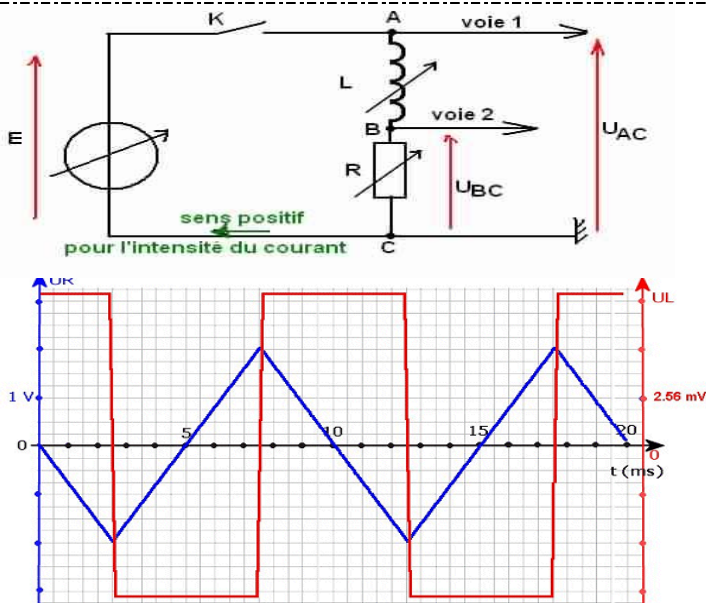 K
A
voie 1
L
E
B
voie 2
UAC
R
UBC
sens positif
pour l'intensité du courant
C
UR
UL
1 V
2.56 mV
5
10
15
20
0
0
t (ms)